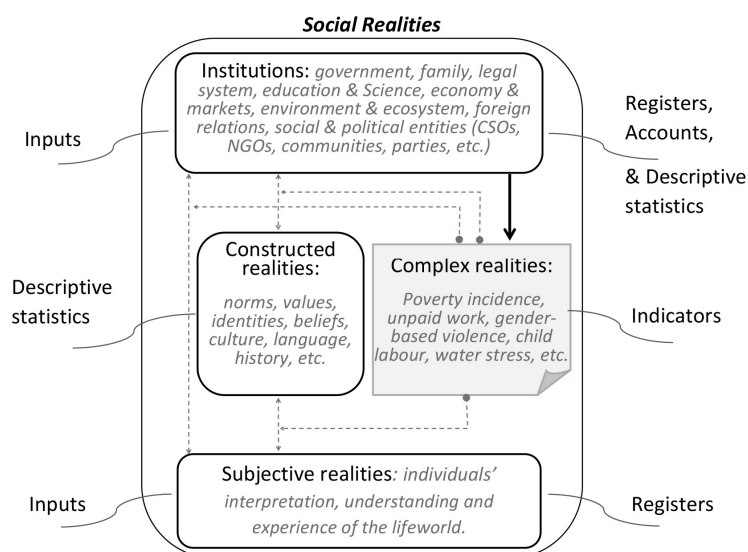 Social Realities
Institutions: government, family, legal
system, education & Science, economy &
markets, environment & ecosystem, foreign
relations, social & political entities (CSOs,
NGOs, communities, parties, etc.)
Inputs
Registers,
Accounts,
& Descriptive
statistics
Constructed
realities:
norms, values,
identities, beliefs,
culture, language,
history, etc.
Complex realities:
Poverty incidence,
unpaid work, gender-
based violence, child
labour, water stress, etc.
Descriptive
statistics
Indicators
Subjective realities: individuals’
interpretation, understanding and
experience of the lifeworld.
Inputs
Registers